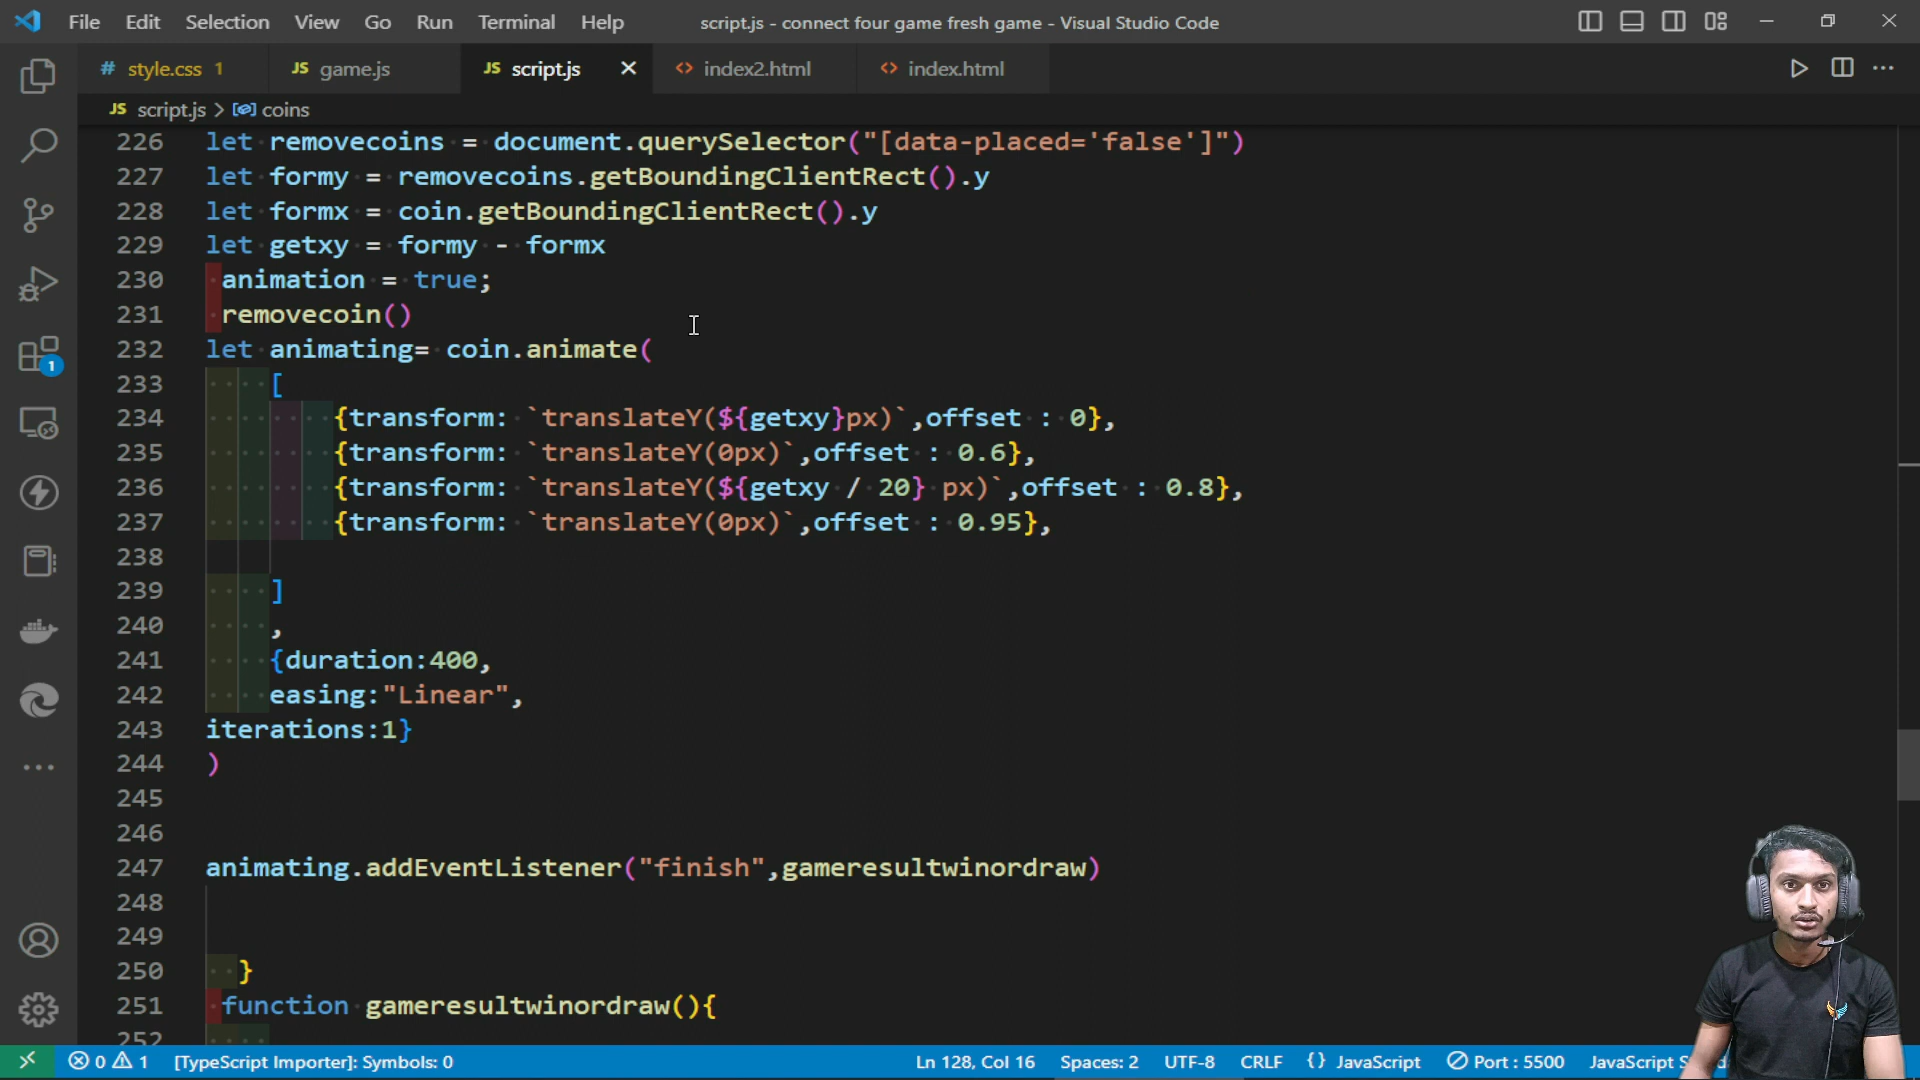 File Edit Selection View Go Run Terminal Help script.js - connect four game fresh game - Visual Studio Code
# style.css 1 JS game.js JS script.js <> index2.html <> index.html
JS script.js > coins
226 let removecoins = document.querySelector("[data-placed='false']")
227 let formy = removecoins.getBoundingClientRect().y
228 let formx = coin.getBoundingClientRect().y
229 let getxy = formy - formx
230 animation = true;
231 removecoin()
232 let animating= coin.animate(
233 [
234 {transform: `translateY(${getxy}px)`,offset : 0},
235 {transform: `translateY(0px)`,offset : 0.6},
236 {transform: `translateY(${getxy / 20} px)`,offset : 0.8},
237 {transform: `translateY(0px)`,offset : 0.95},
238
239 ]
240 ,
241 {duration:400,
242 easing:"Linear",
243 iterations:1}
244 )
245
246
247 animating.addEventListener("finish",gameresultwinordraw)
248
249
250 }
251 function gameresultwinordraw(){
252
1
0 1 [TypeScript Importer]: Symbols: 0 Ln 128, Col 16 Spaces: 2 UTF-8 CRLF {} JavaScript Port : 5500 JavaScript